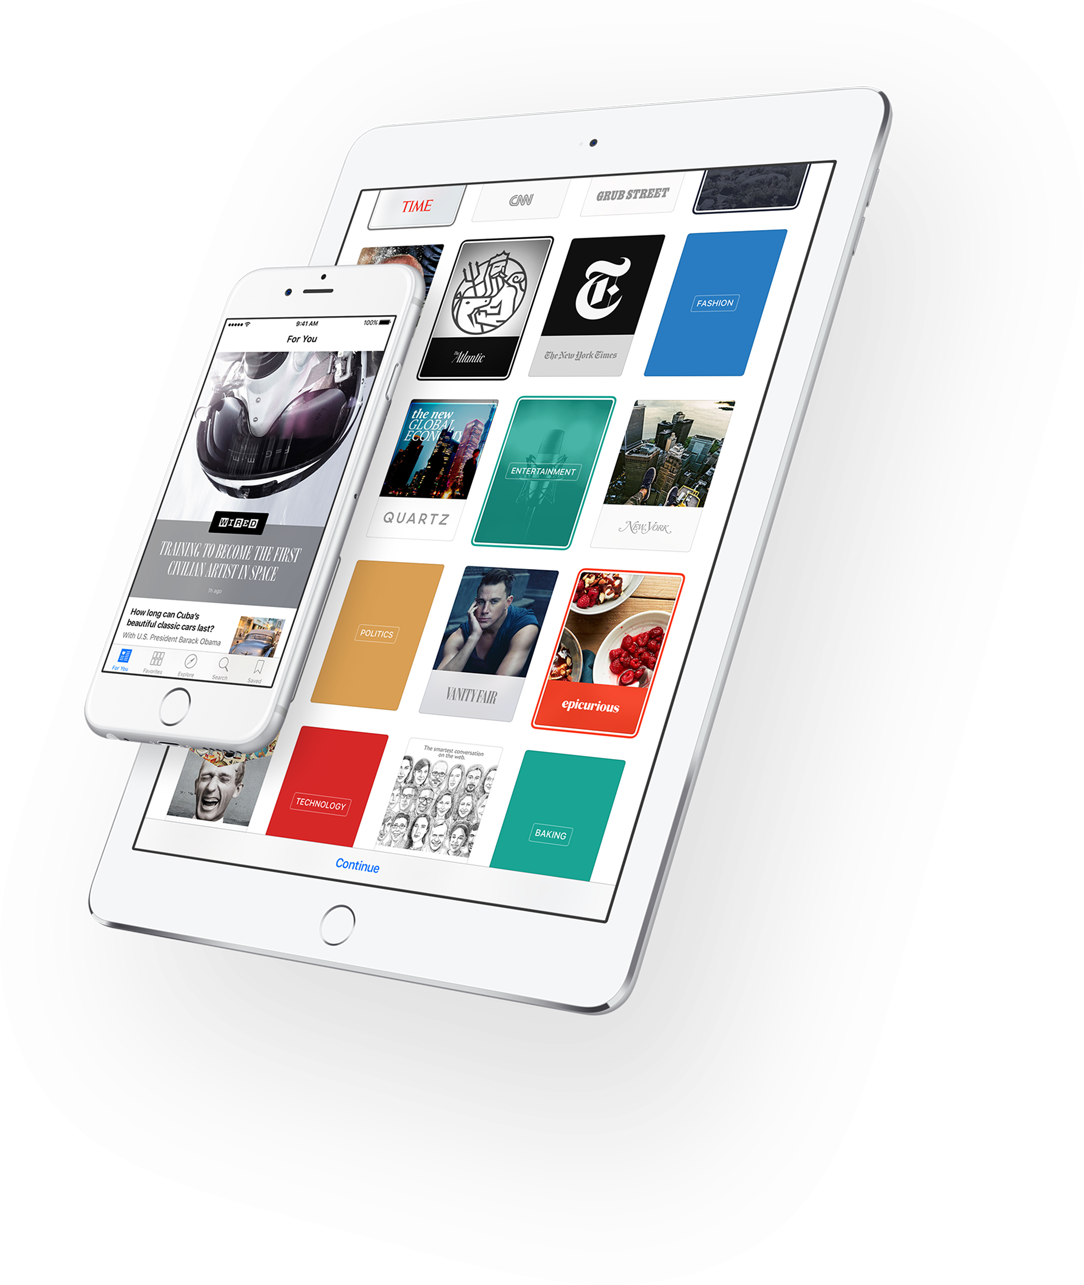 TIME
CNN
GRUB STREET
The
Atlantic
The New York Times
FASHION
the new
GLOBAL
ECONOMY
QUARTZ
ENTERTAINMENT
NEW YORK
POLITICS
VANITY FAIR
epicurious
TECHNOLOGY
The smartest conversation
on the web.
BAKING
Continue
9:41 AM
100%
For You
WIRED
TRAINING TO BECOME THE FIRST
CIVILIAN ARTIST IN SPACE
1h ago
How long can Cuba's
beautiful classic cars last?
With U.S. President Barack Obama
For You
Favorites
Explore
Search
Saved